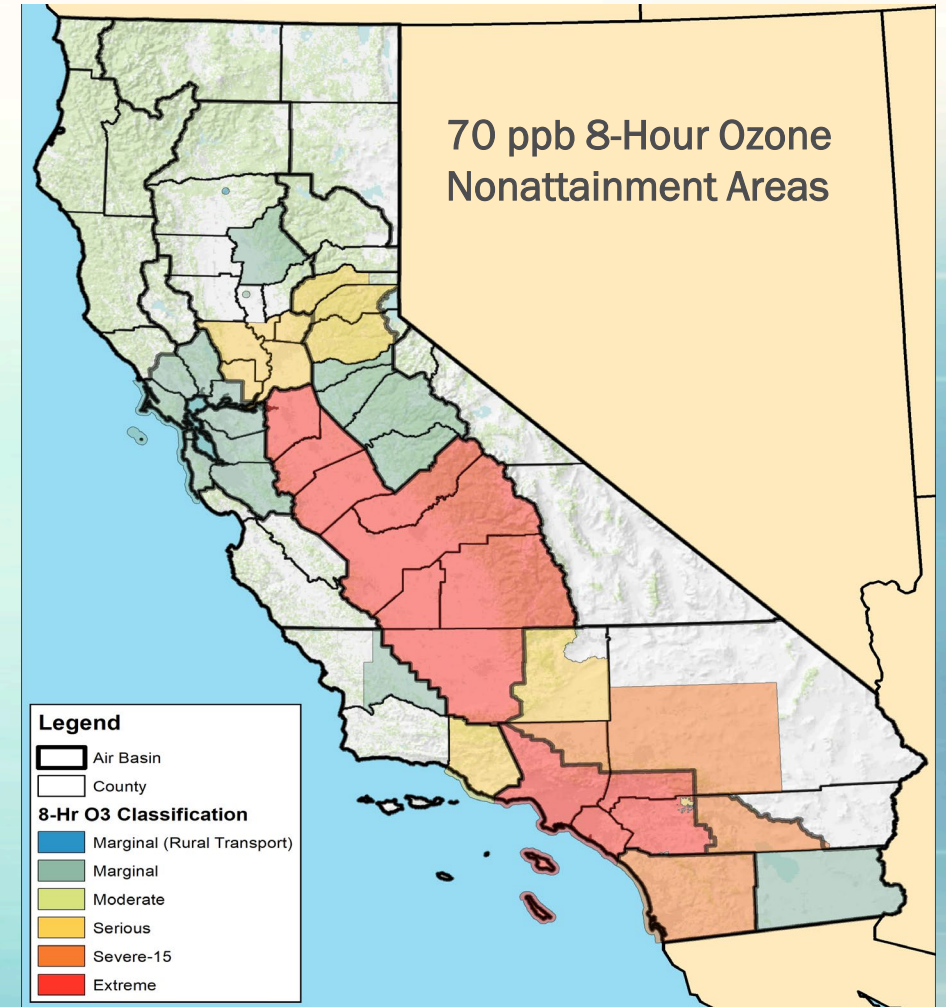 70 ppb 8-Hour Ozone
Nonattainment Areas
Legend
Air Basin
County
8-Hr O3 Classification
Marginal (Rural Transport)
Marginal
Moderate
Serious
Severe-15
Extreme